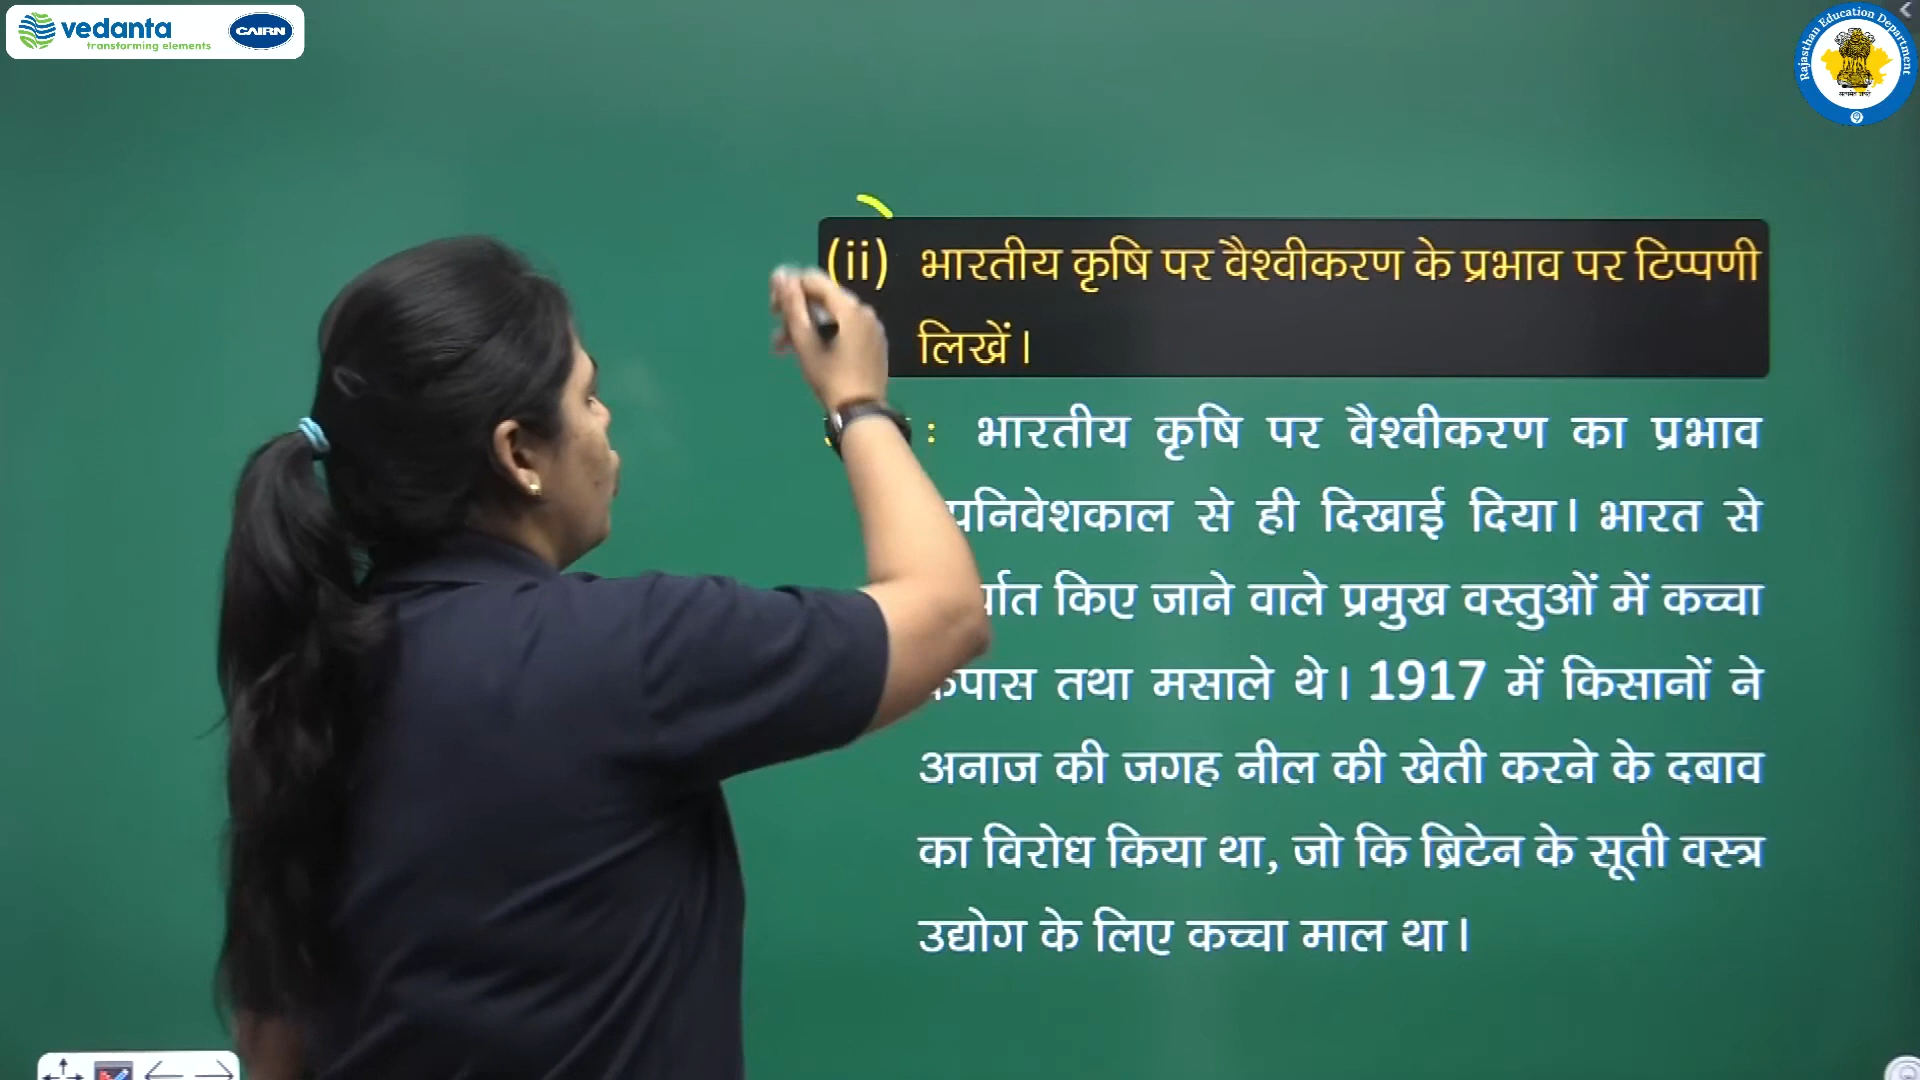 vedanta
transforming elements
CAIRN
Rajasthan Education Department
(ii) भारतीय कृषि पर वैश्वीकरण के प्रभाव पर टिप्पणी
लिखें।
: भारतीय कृषि पर वैश्वीकरण का प्रभाव
से ही दिखाई दिया। भारत से
किए जाने वाले प्रमुख वस्तुओं में कच्चा
तथा मसाले थे। 1917 में किसानों ने
अनाज की जगह नील की खेती करने के दबाव
का विरोध किया था, जो कि ब्रिटेन के सूती वस्त्र
उद्योग के लिए कच्चा माल था।